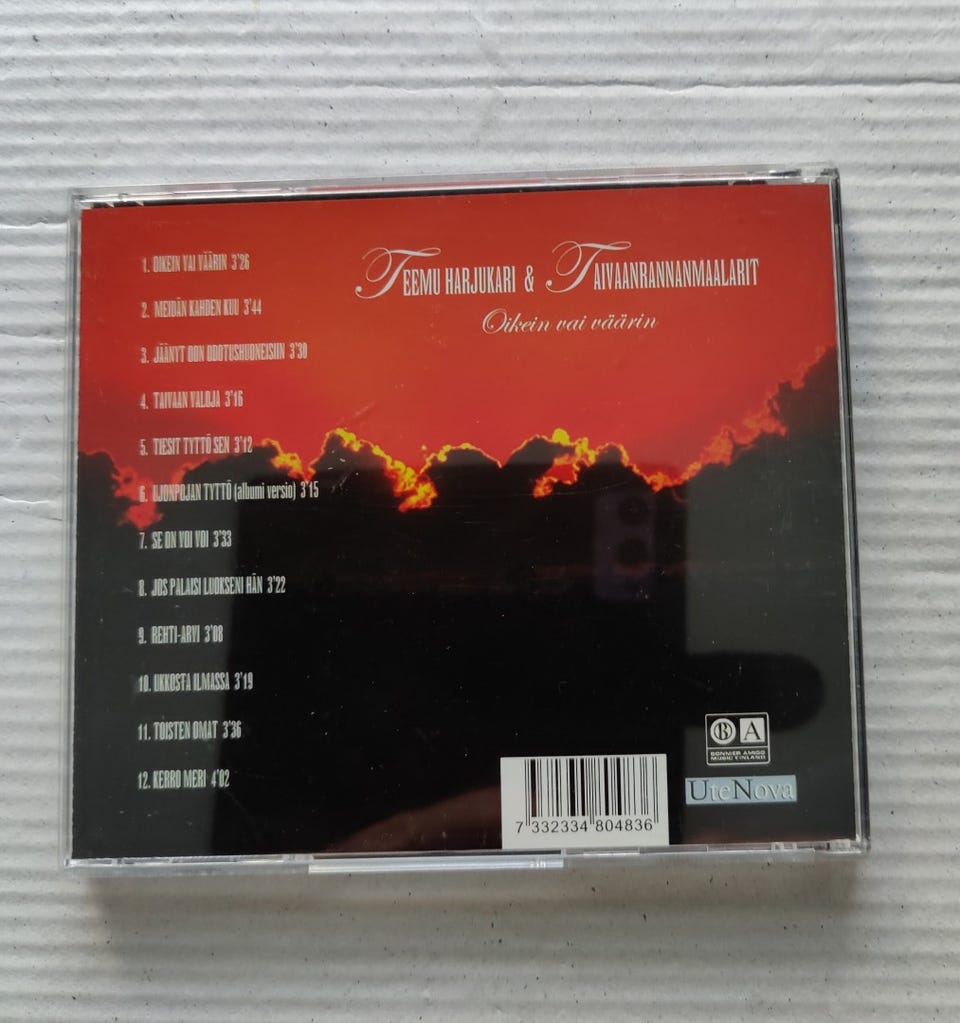 TEEMU HARJUKARI & TAIVAANRANNANMAALARIT
Oikein vai väärin
1. OIKEIN VAI VÄÄRIN 3'26
2. MEIDÄN KAHDEN KUU 3'44
3. JÄÄNYT OON ODOTUSHUONEISIIN 3'30
4. TAIVAAN VALOJA 3'16
5. TIESIT TYTTÖ SEN 3'12
6. UJONPOJAN TYTTÖ (albumi versio) 3'15
7. SE ON VOI VOI 3'33
8. JOS PALAISI LUOKSENI HÄN 3'22
9. REHTI-ARVI 3'08
10. UKKOSTA ILMASSA 3'19
11. TOISTEN OMAT 3'36
12. KERRO MERI 4'02
B A
BONNIER AMIGO
MUSIC FINLAND
UteNova
7 332334 804836